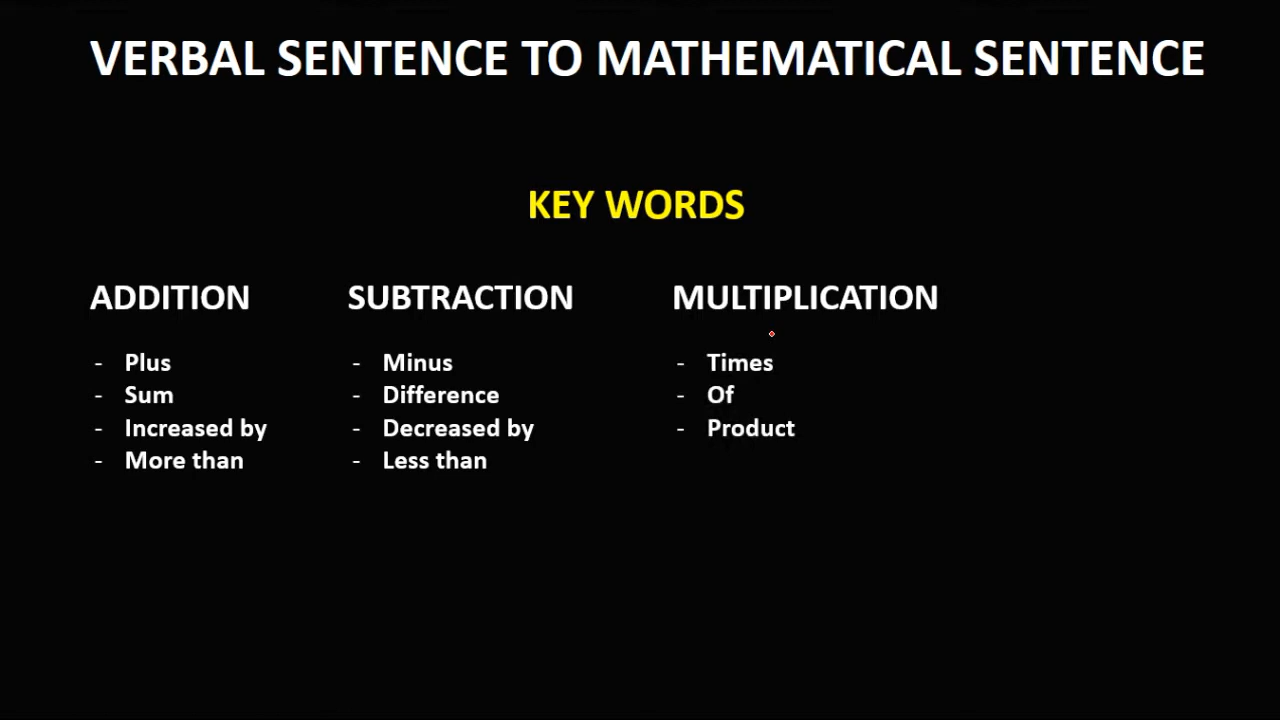 VERBAL SENTENCE TO MATHEMATICAL SENTENCE
KEY WORDS
ADDITION
- Plus
- Sum
- Increased by
- More than
SUBTRACTION
- Minus
- Difference
- Decreased by
- Less than
MULTIPLICATION
- Times
- Of
- Product